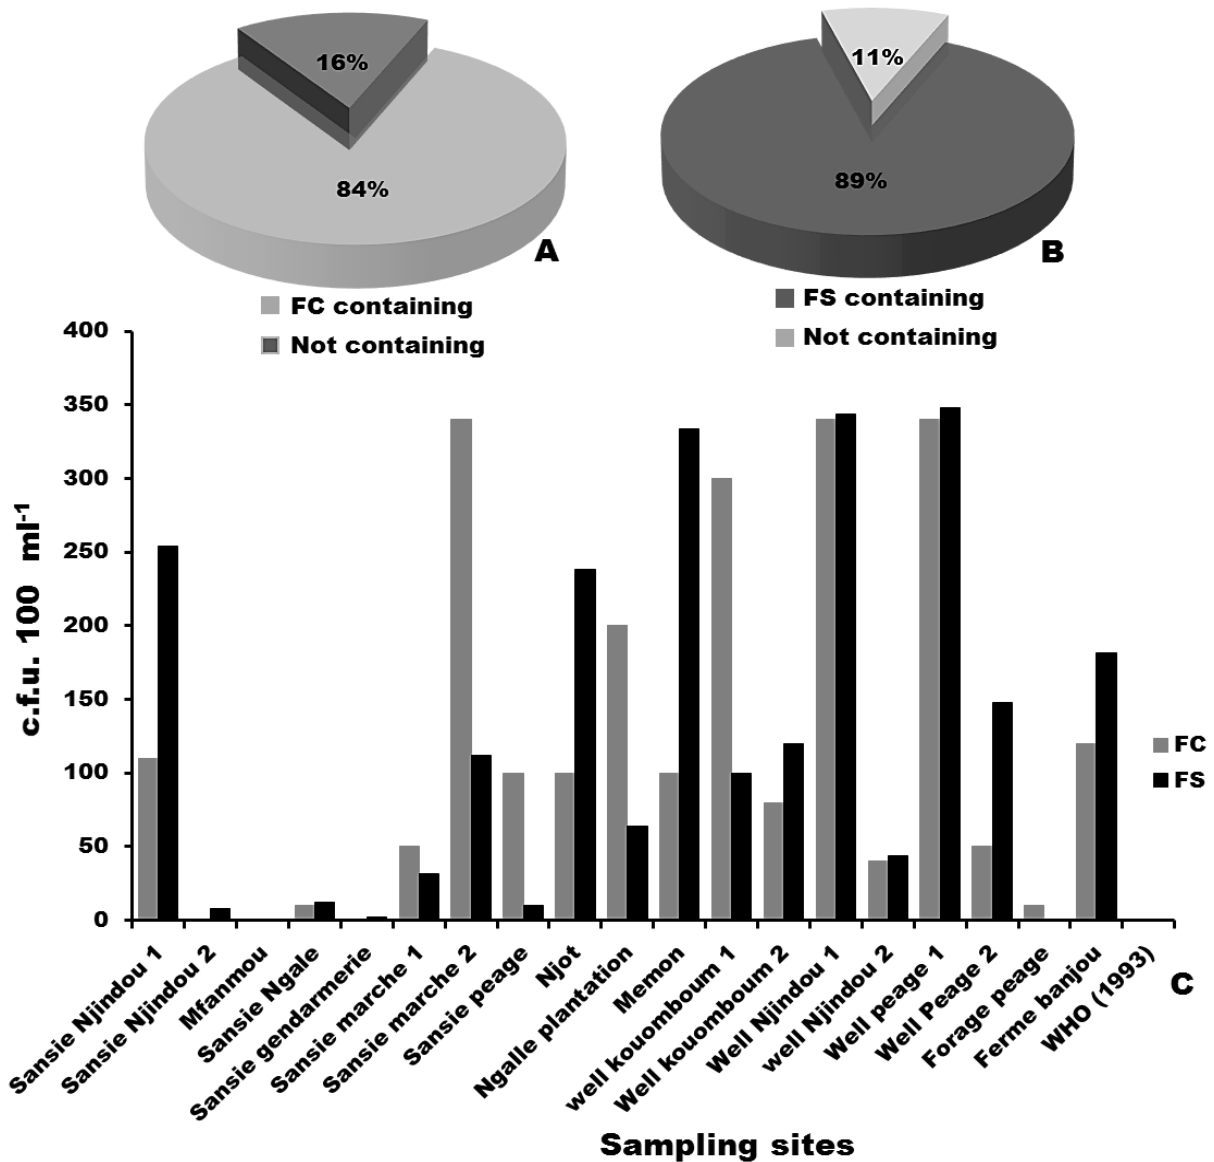 16%
84%
A
FC containing
Not containing
11%
89%
B
FS containing
Not containing
400
350
300
250
200
150
100
50
0
c.f.u. 100 ml-1
FC
FS
Sansie Njindou 1
Sansie Njindou 2
Mfanmou
Sansie Ngale
Sansie gendarmerie
Sansie marche 1
Sansie marche 2
Sansie peage
Njot
Ngalle plantation
Memon
well kouomboum 1
Well kouomboum 2
Well Njindou 1
well Njindou 2
Well peage 1
Well Peage 2
Forage peage
Ferme banjou
WHO (1993)
C
Sampling sites